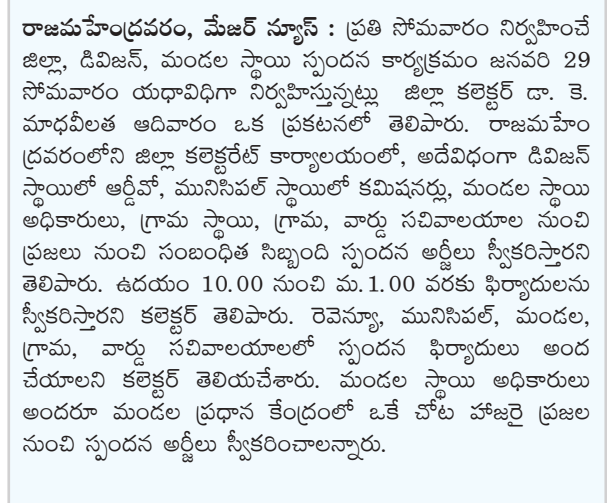 రాజమహేంద్రవరం, మేజర్ న్యూస్ : ప్రతి సోమవారం నిర్వహించే
జిల్లా, డివిజన్, మండల స్థాయి స్పందన కార్యక్రమం జనవరి 29
సోమవారం యధావిధిగా నిర్వహిస్తున్నట్లు జిల్లా కలెక్టర్ డా. కె.
మాధవీలత ఆదివారం ఒక ప్రకటనలో తెలిపారు. రాజమహేం
ద్రవరంలోని జిల్లా కలెక్టరేట్ కార్యాలయంలో, అదేవిధంగా డివిజన్
స్థాయిలో ఆర్డీవో, మునిసిపల్ స్థాయిలో కమిషనర్లు, మండల స్థాయి
అధికారులు, గ్రామ స్థాయి, గ్రామ, వార్డు సచివాలయాల నుంచి
ప్రజలు నుంచి సంబంధిత సిబ్బంది స్పందన అర్జీలు స్వీకరిస్తారని
తెలిపారు. ఉదయం 10.00 నుంచి మ.1.00 వరకు ఫిర్యాదులను
స్వీకరిస్తారని కలెక్టర్ తెలిపారు. రెవెన్యూ, మునిసిపల్, మండల,
గ్రామ, వార్డు సచివాలయాలలో స్పందన ఫిర్యాదులు అంద
చేయాలని కలెక్టర్ తెలియచేశారు. మండల స్థాయి అధికారులు
అందరూ మండల ప్రధాన కేంద్రంలో ఒకే చోట హాజరై ప్రజల
నుంచి స్పందన అర్జీలు స్వీకరించాలన్నారు.